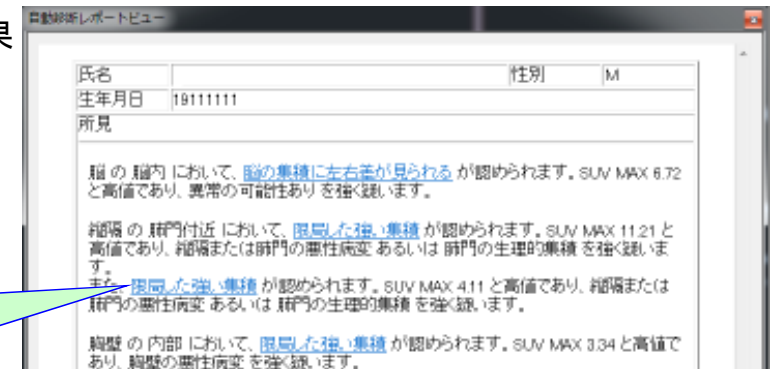 果
自動診断レポートビュー
氏名 性別 M
生年月日 19111111
所見
脳 の 脳内 において、脳の集積に左右差が見られる が認められます。SUV MAX 6.72
と高値であり、異常の可能性あり を強く疑います。
縦隔 の 肺門付近 において、限局した強い集積 が認められます。SUV MAX 11.21 と
高値であり、縦隔または肺門の悪性病変 あるいは 肺門の生理的集積 を強く疑いま
す。
また、限局した強い集積 が認められます。SUV MAX 4.11 と高値であり、縦隔または
肺門の悪性病変 あるいは 肺門の生理的集積 を強く疑います。
胸壁 の 内部 において、限局した強い集積 が認められます。SUV MAX 3.34 と高値で
あり、胸壁の悪性病変 を強く疑います。